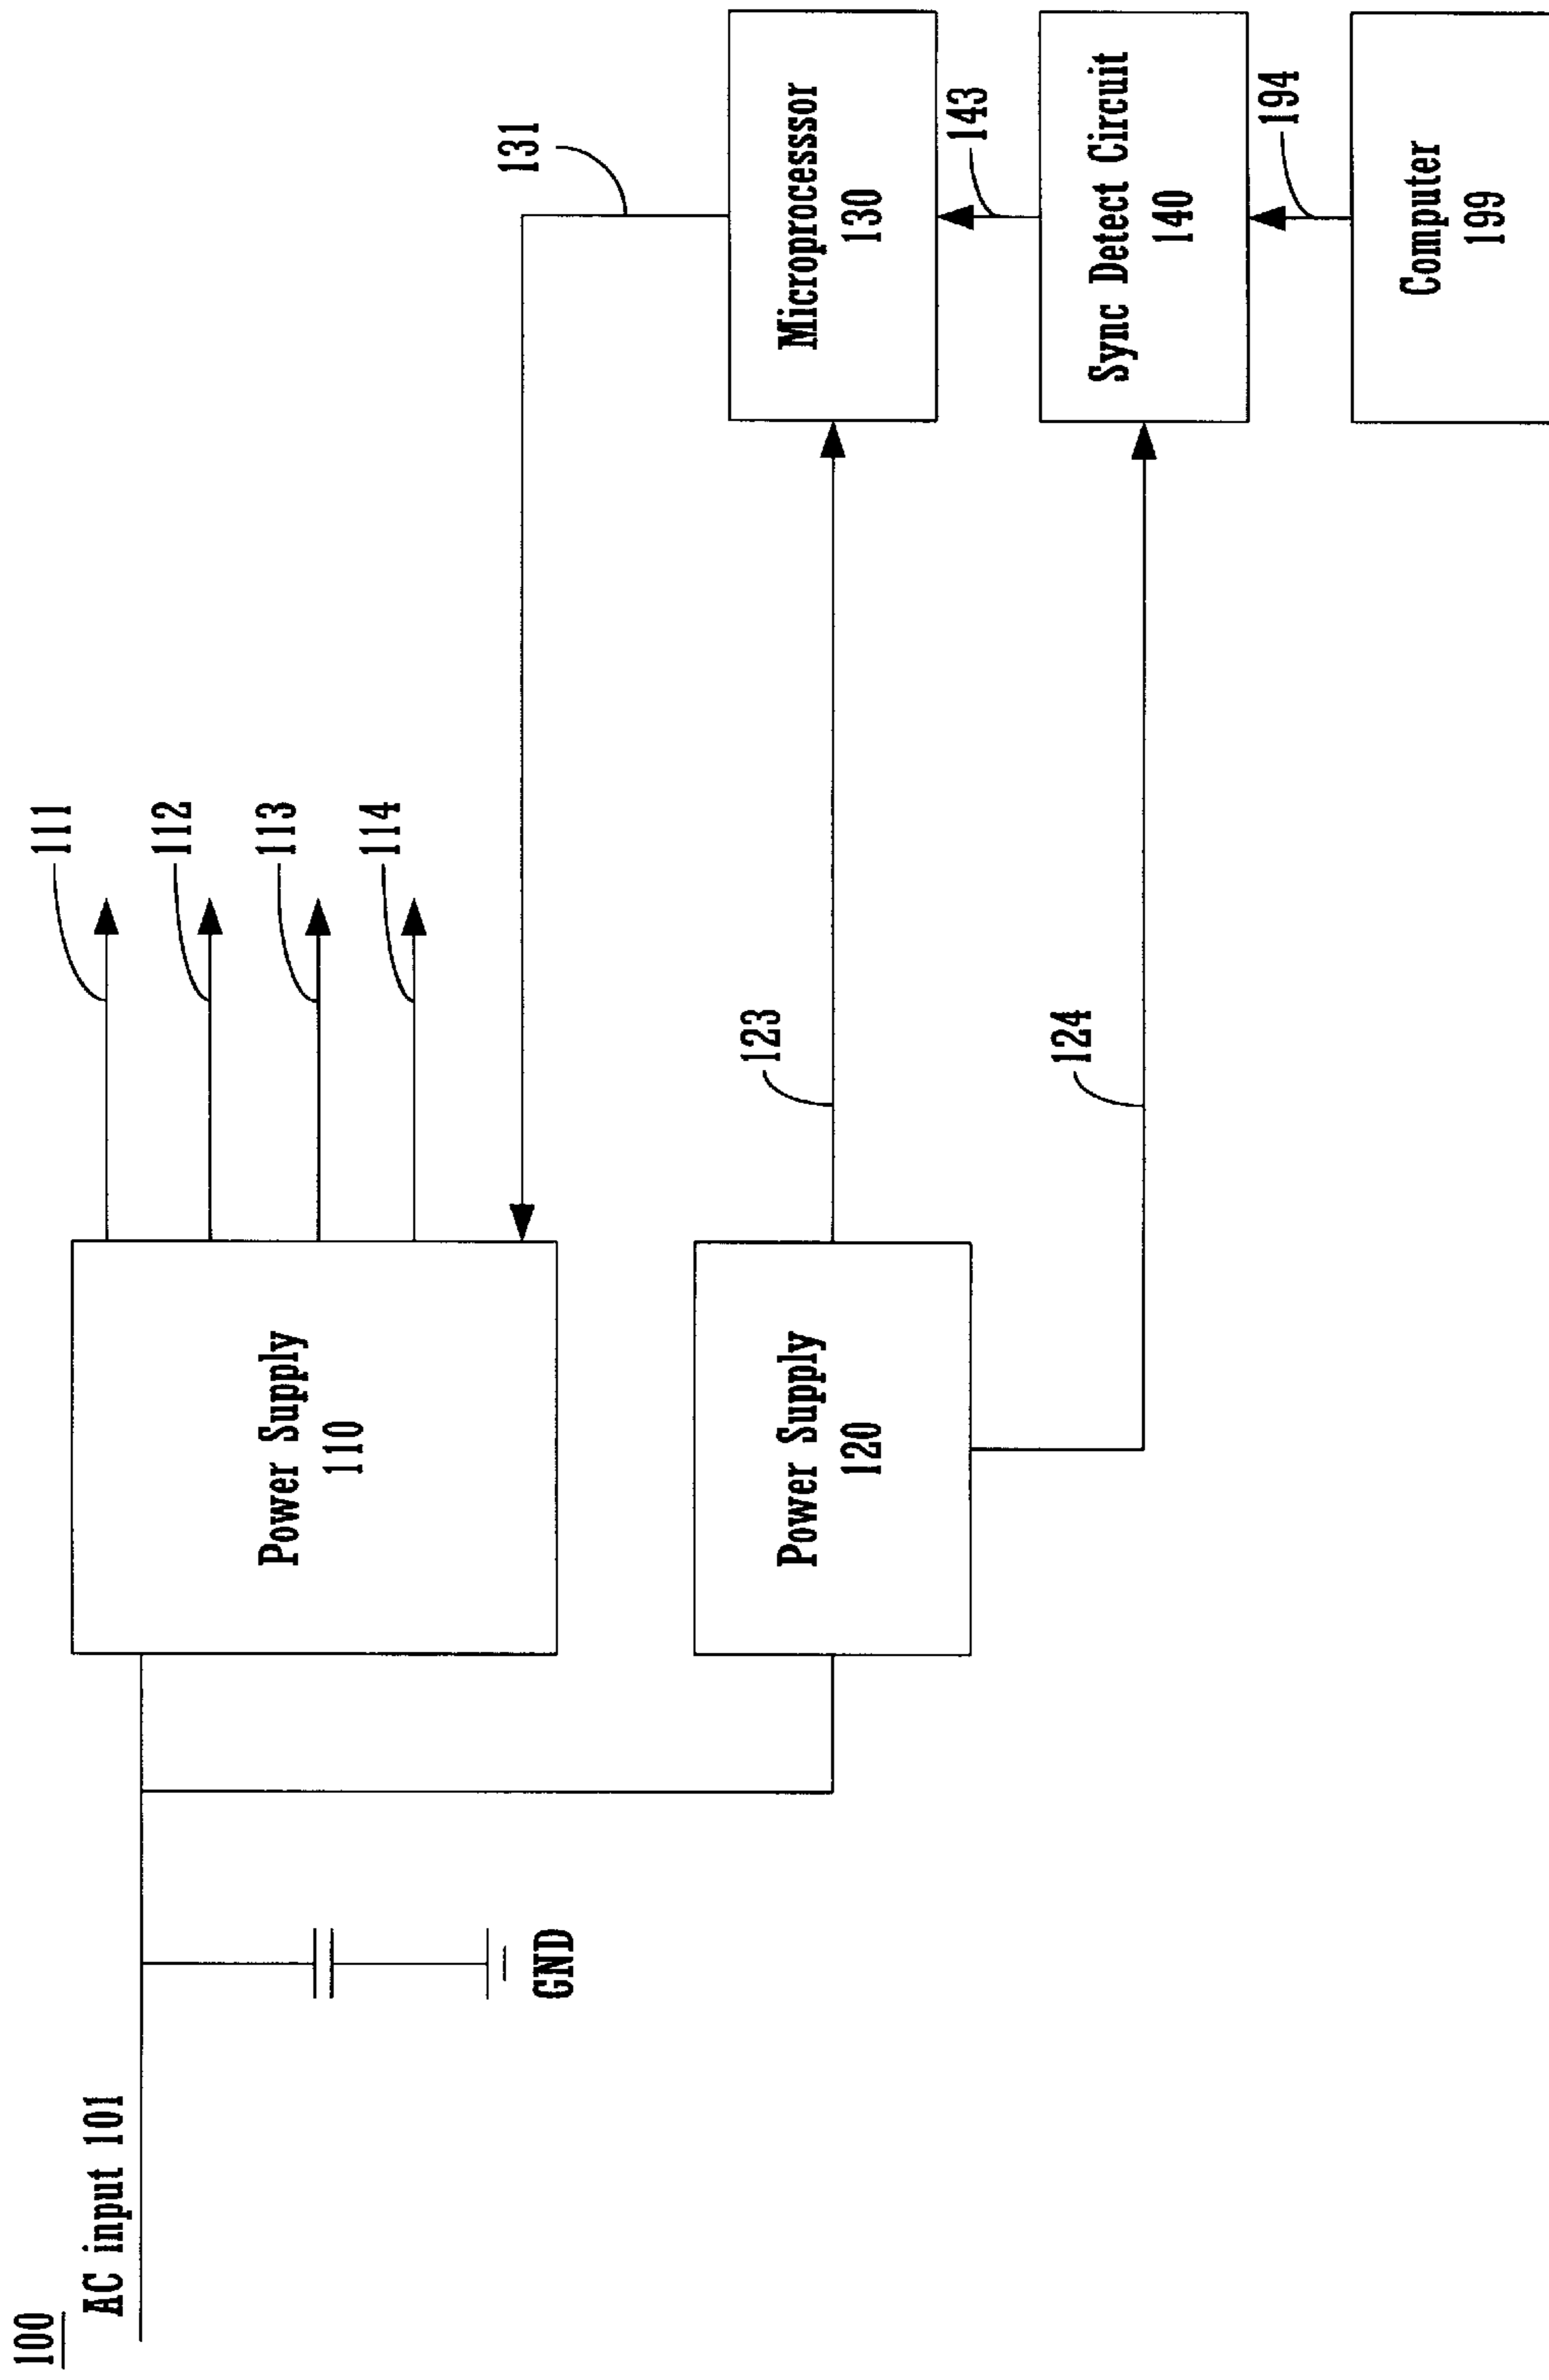 100
AC input 101
111
112
113
114
Power Supply
110
131
GND
123
Power Supply
120
Microprocesssor
130
143
124
Sync Detect Circuit
140
194
Computer
199